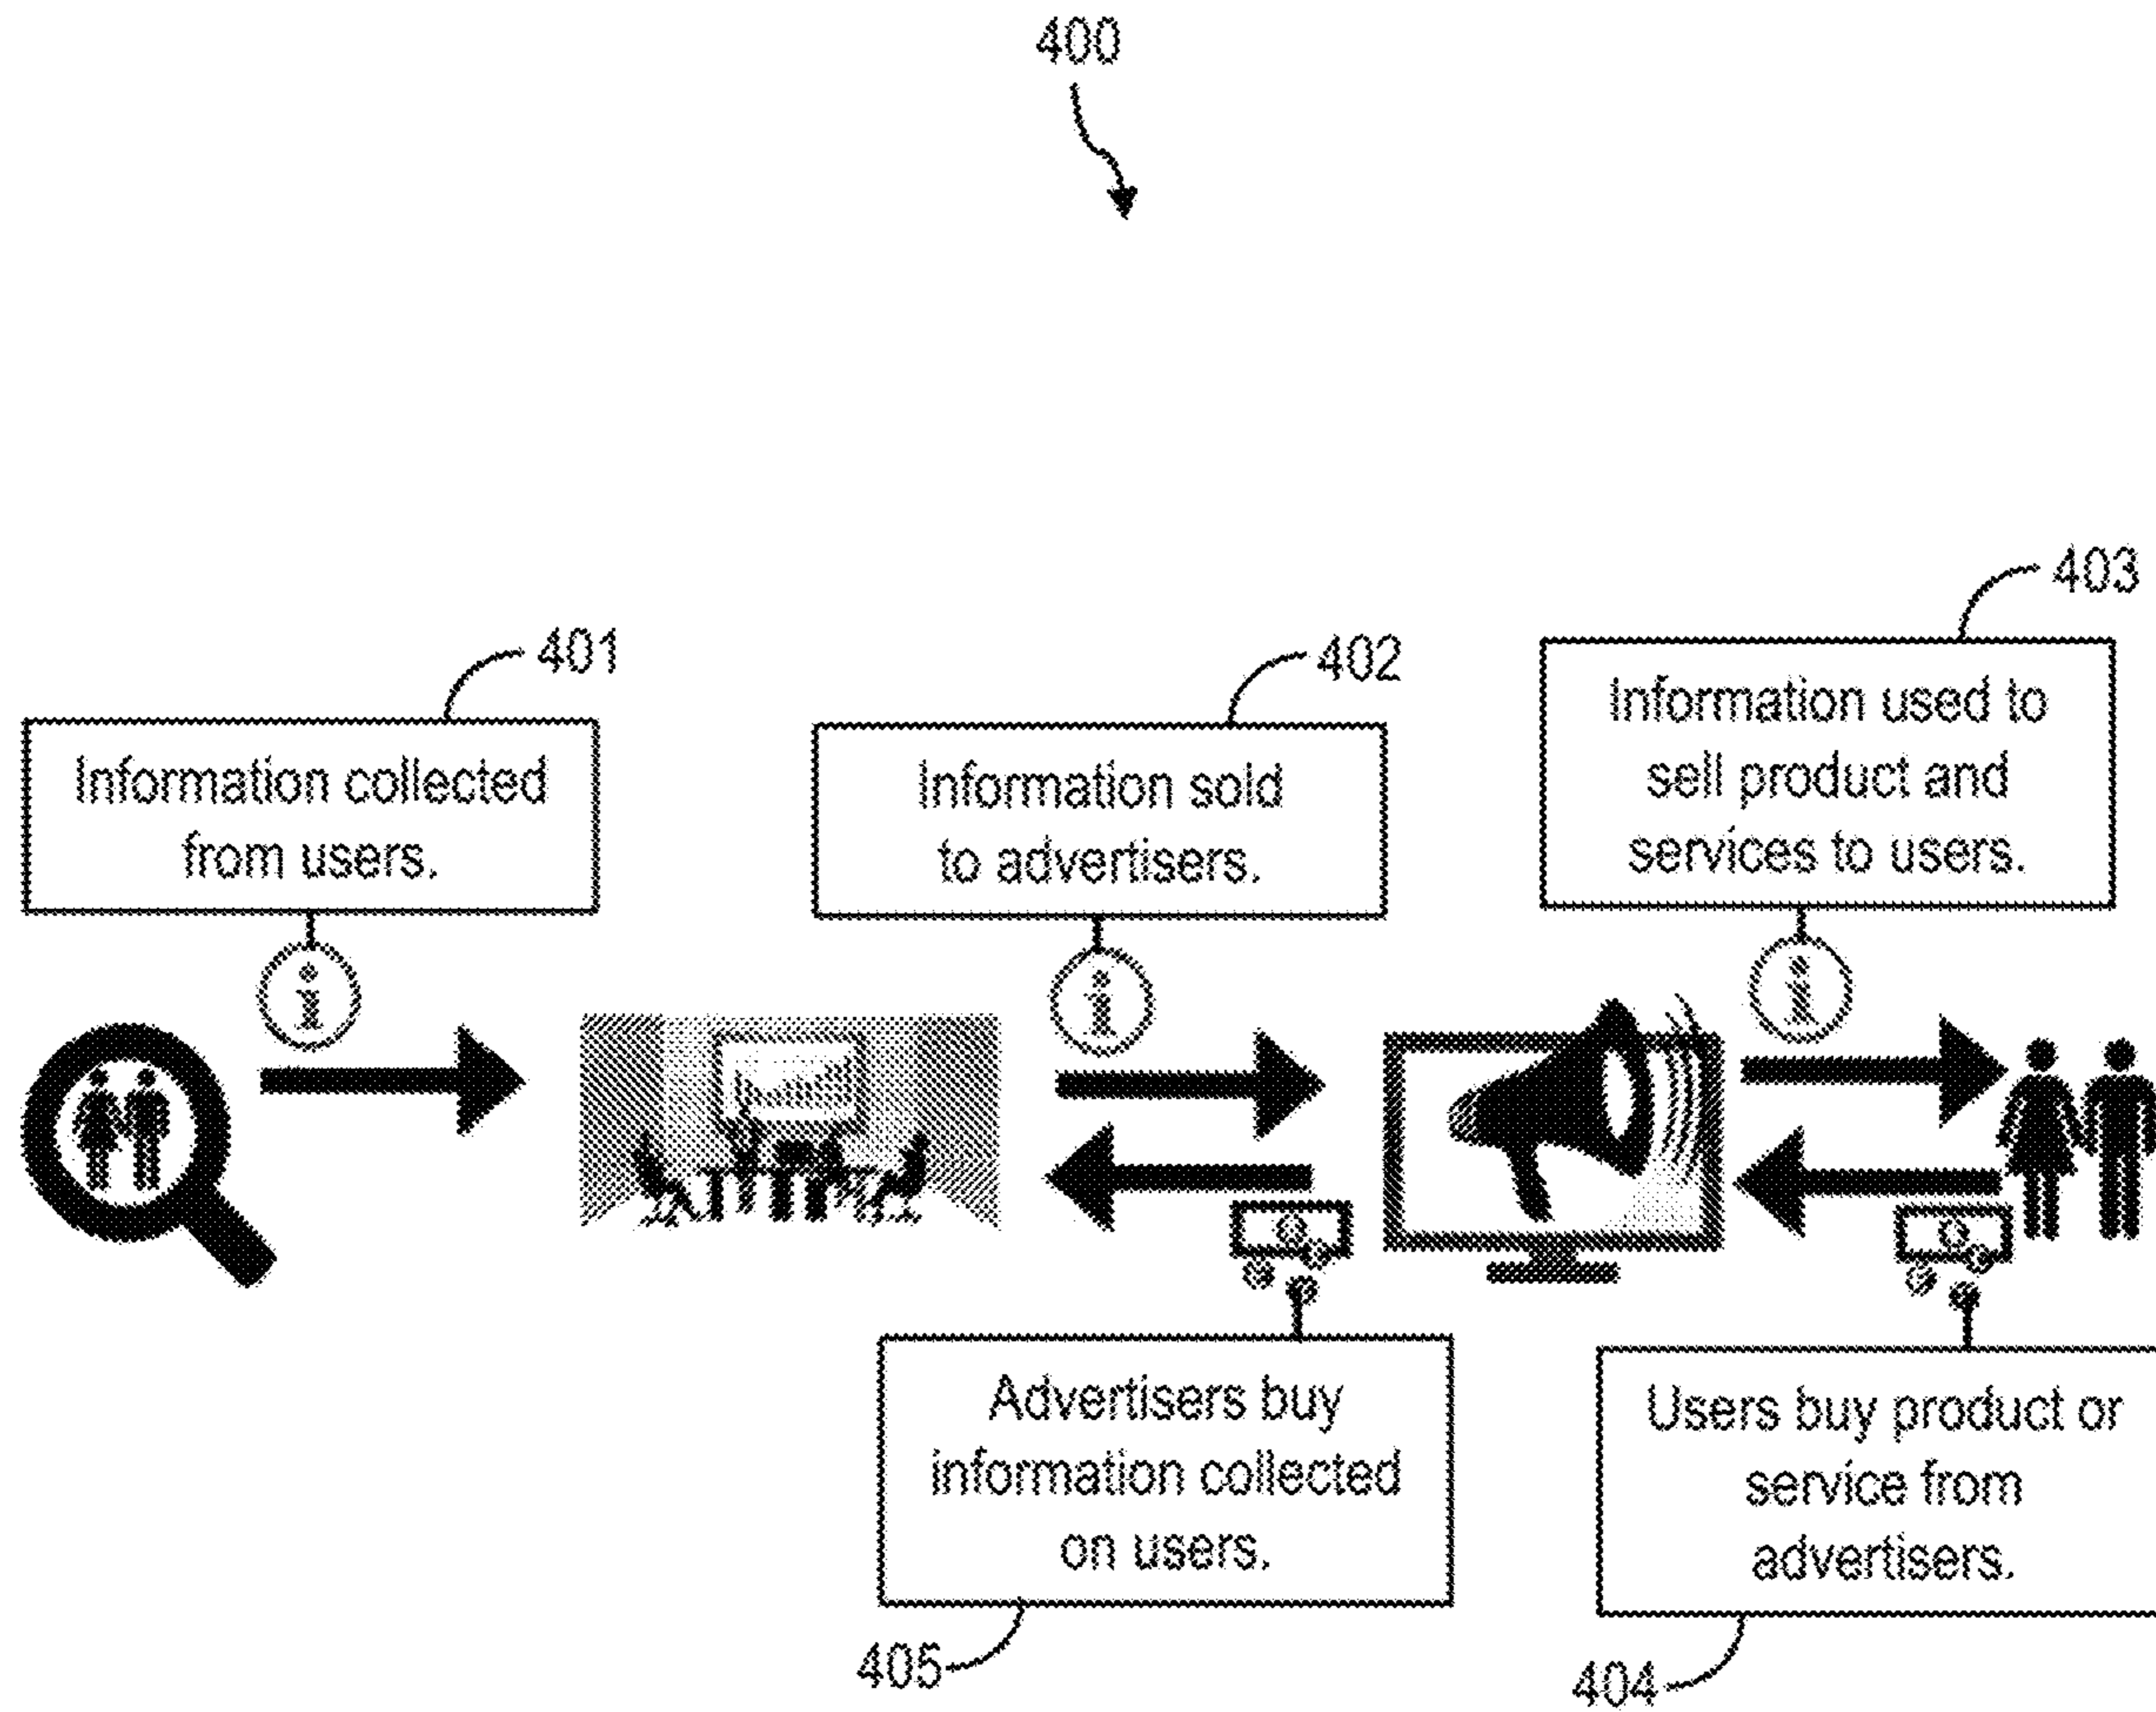 400
403
401
402
Information collected
from users.
Information sold
to advertisers.
Information used to
sell product and
services to users.
i
i
i
Advertisers buy
information collected
on users.
Users buy product or
service from
advertisers.
405
404